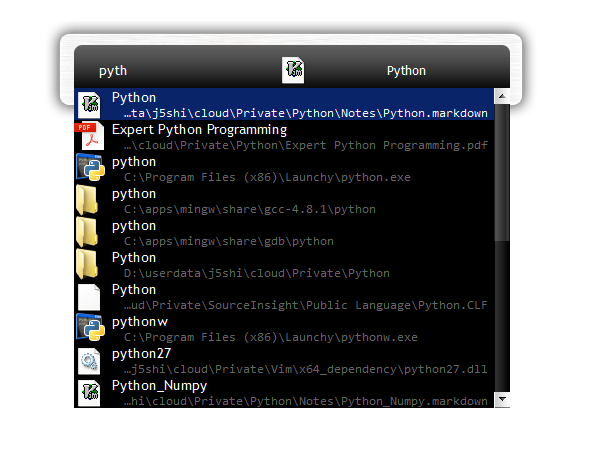 pyth
Python
Python
…ta\j5shi\cloud\Private\Python\Notes\Python.markdown
PDF
Expert Python Programming
…\cloud\Private\Python\Expert Python Programming.pdf
python
C:\Program Files (x86)\Launchy\python.exe
python
C:\apps\mingw\share\gcc-4.8.1\python
python
C:\apps\mingw\share\gdb\python
Python
D:\userdata\j5shi\cloud\Private\Python
Python
…ud\Private\SourceInsight\Public Language\Python.CLF
pythonw
C:\Program Files (x86)\Launchy\pythonw.exe
python27
…j5shi\cloud\Private\Vim\x64_dependency\python27.dll
Python_Numpy
…hi\cloud\Private\Python\Notes\Python_Numpy.markdown